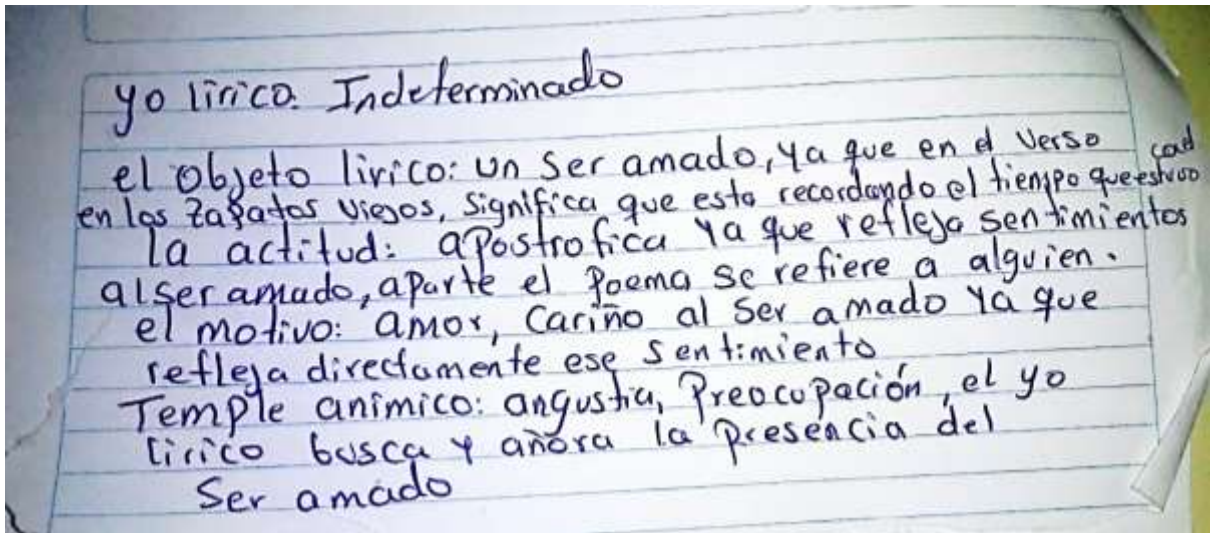 yo lirico. Indeterminado
el objeto lirico: un ser amado, ya que en el verso
en los zapatos viejos, significa que esta recordando el tiempo que estuvo cad
la actitud: apostrofica ya que refleja sentimientos
al ser amado, aparte el poema se refiere a alguien.
el motivo: amor, cariño al ser amado ya que
refleja directamente ese sentimiento
Temple animico: angustia, Preocupación, el yo
lirico busca y añora la presencia del
Ser amado